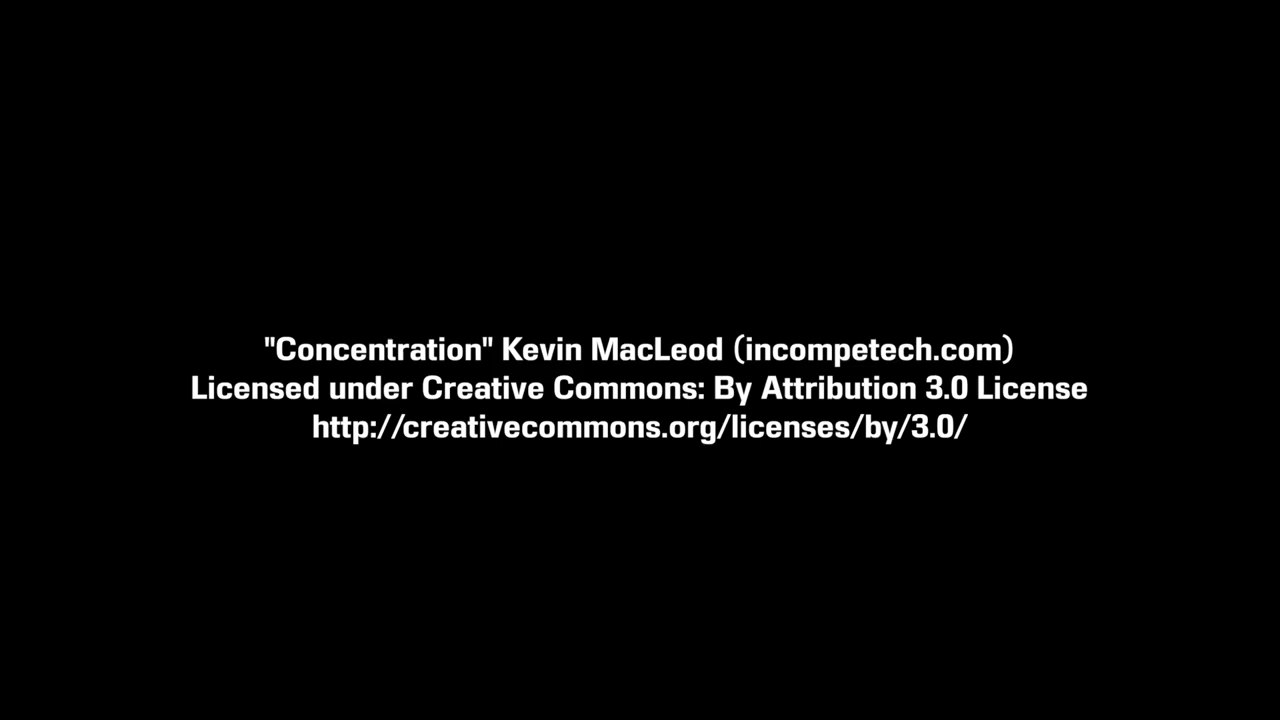 "Concentration" Kevin MacLeod (incompetech.com)
Licensed under Creative Commons: By Attribution 3.0 License
http://creativecommons.org/licenses/by/3.0/